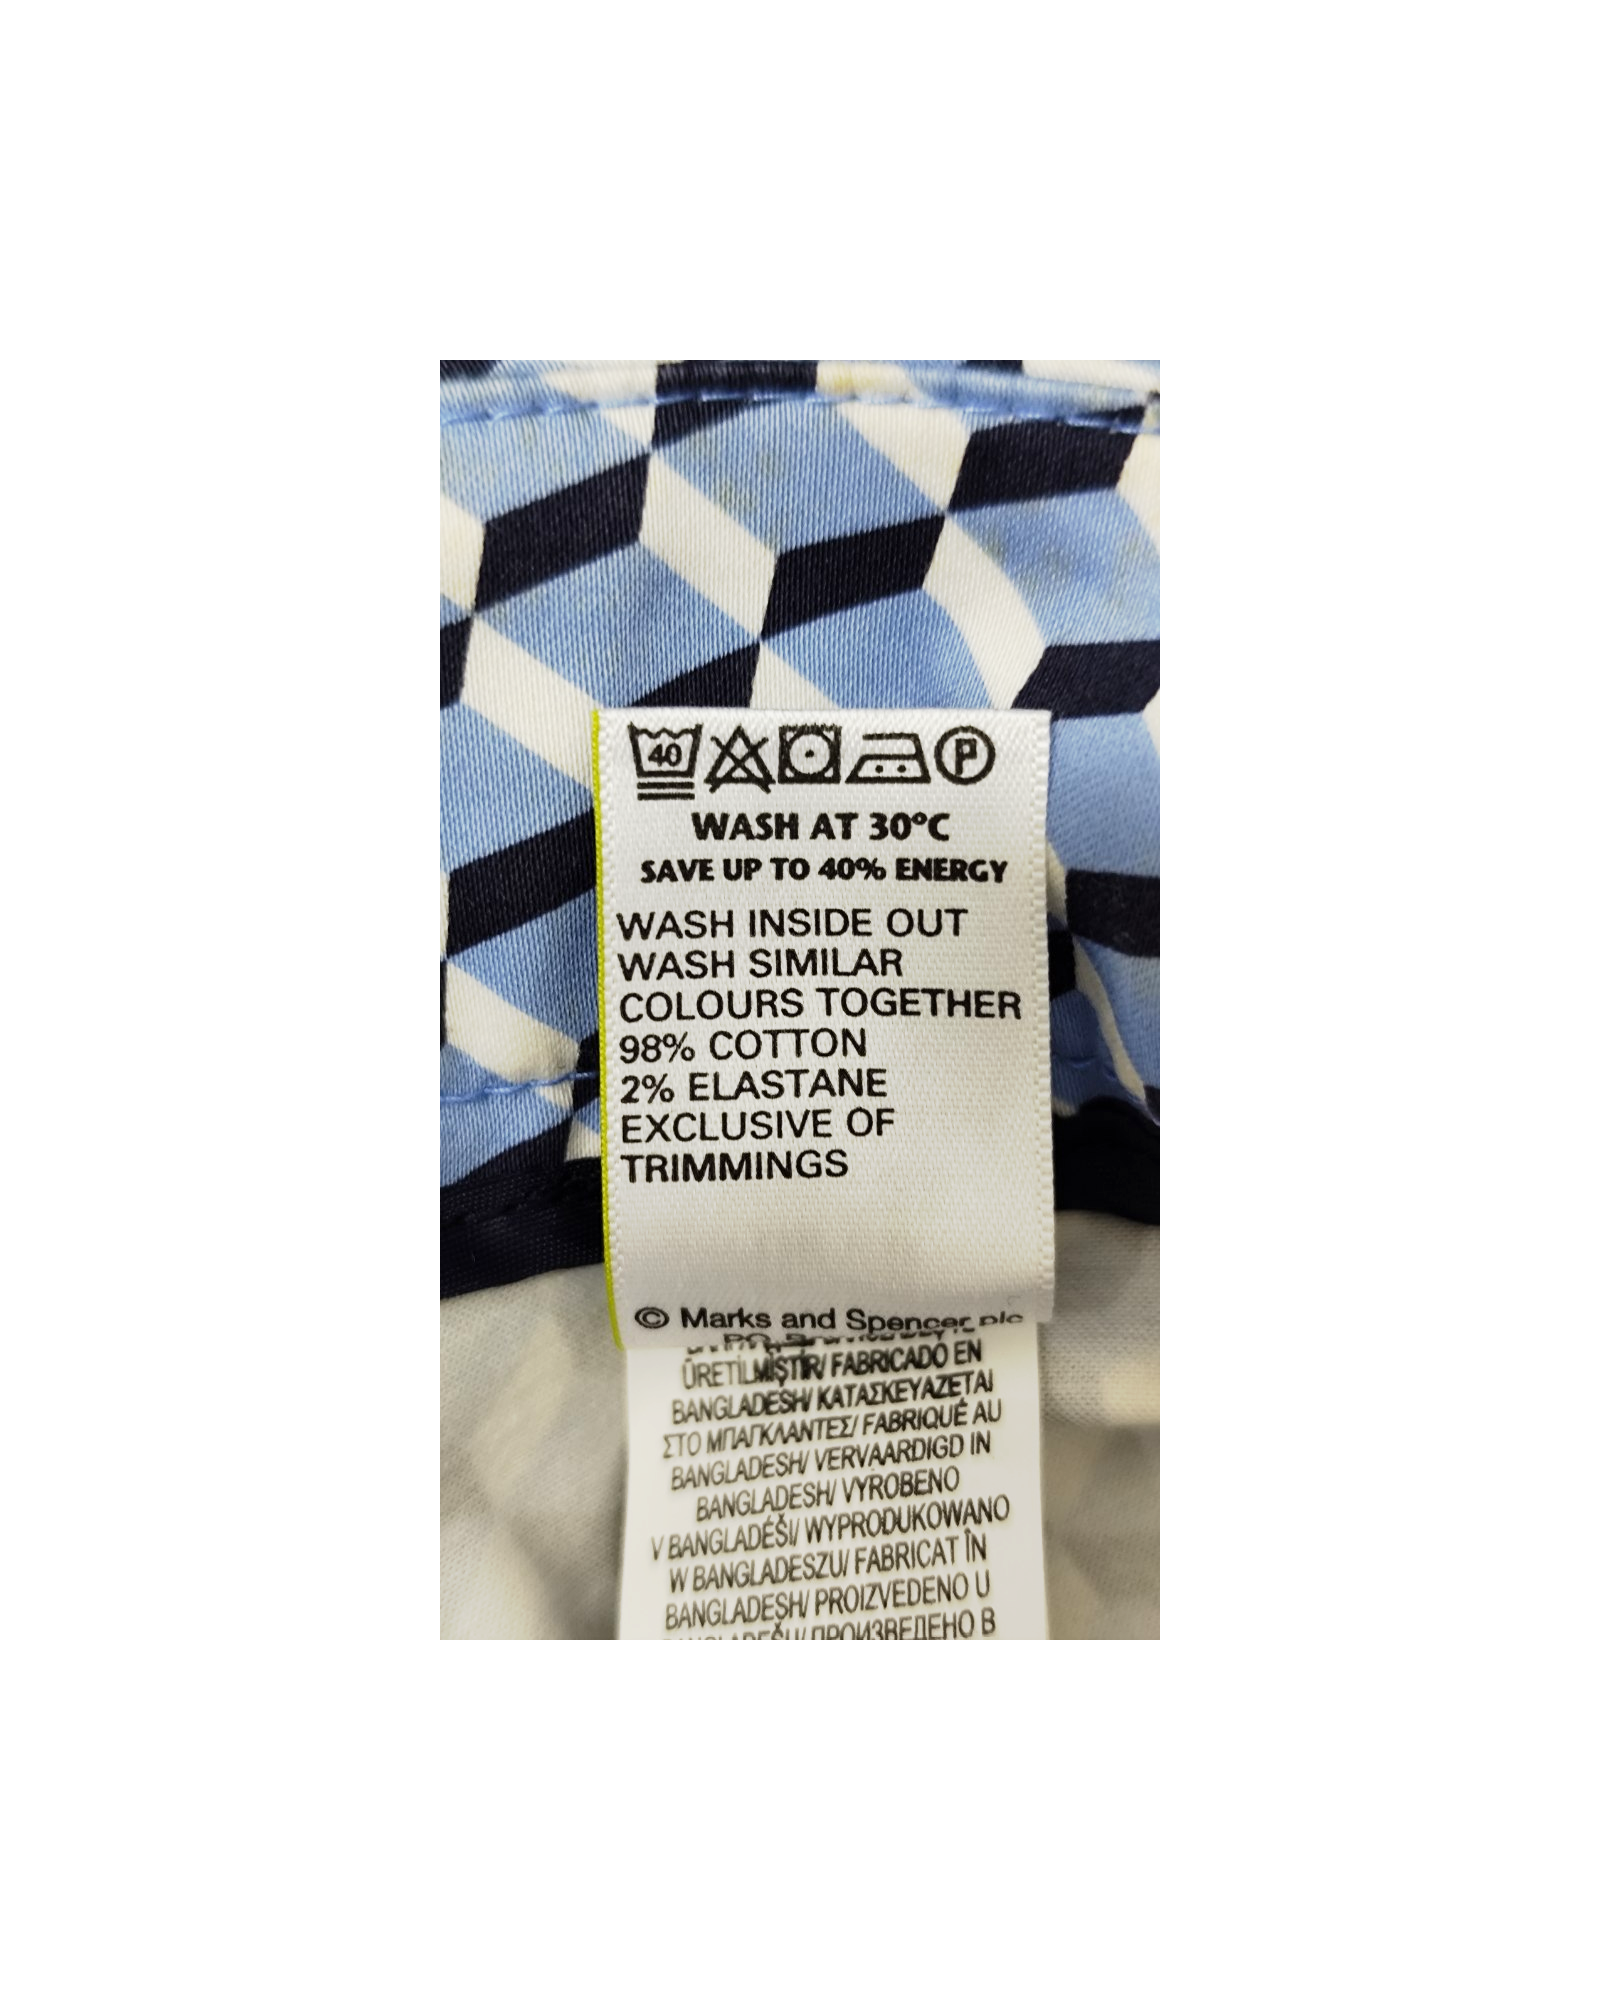 40 P
WASH AT 30°C
SAVE UP TO 40% ENERGY
WASH INSIDE OUT
WASH SIMILAR
COLOURS TOGETHER
98% COTTON
2% ELASTANE
EXCLUSIVE OF
TRIMMINGS
© Marks and Spencer plc
ÜRETİLMİŞTİR/ FABRICADO EN
BANGLADESH/ ΚΑΤΑΣΚΕΥΑΖΕΤΑΙ
ΣΤΟ ΜΠΑΓΚΛΑΝΤΕΣ/ FABRIQUÉ AU
BANGLADESH/ VERVAARDIGD IN
BANGLADESH/ VYROBENO
V BANGLADÉŠI/ WYPRODUKOWANO
W BANGLADESZU/ FABRICAT ÎN
BANGLADESH/ PROIZVEDENO U
BANGLADEŠU/ ПРОИЗВЕДЕНО В